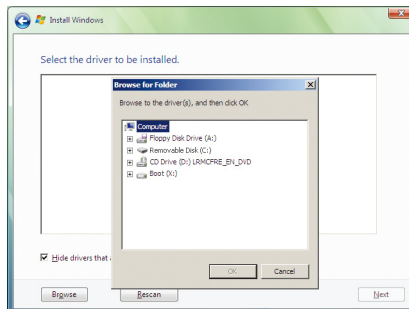 Install Windows
Select the driver to be installed.
Browse for Folder
Browse to the driver(s), and then click OK
Computer
Floppy Disk Drive (A:)
Removable Disk (C:)
CD Drive (D:) LRMCFRE_EN_DVD
Boot (X:)
Hide drivers that
OK
Cancel
Browse
Rescan
Next